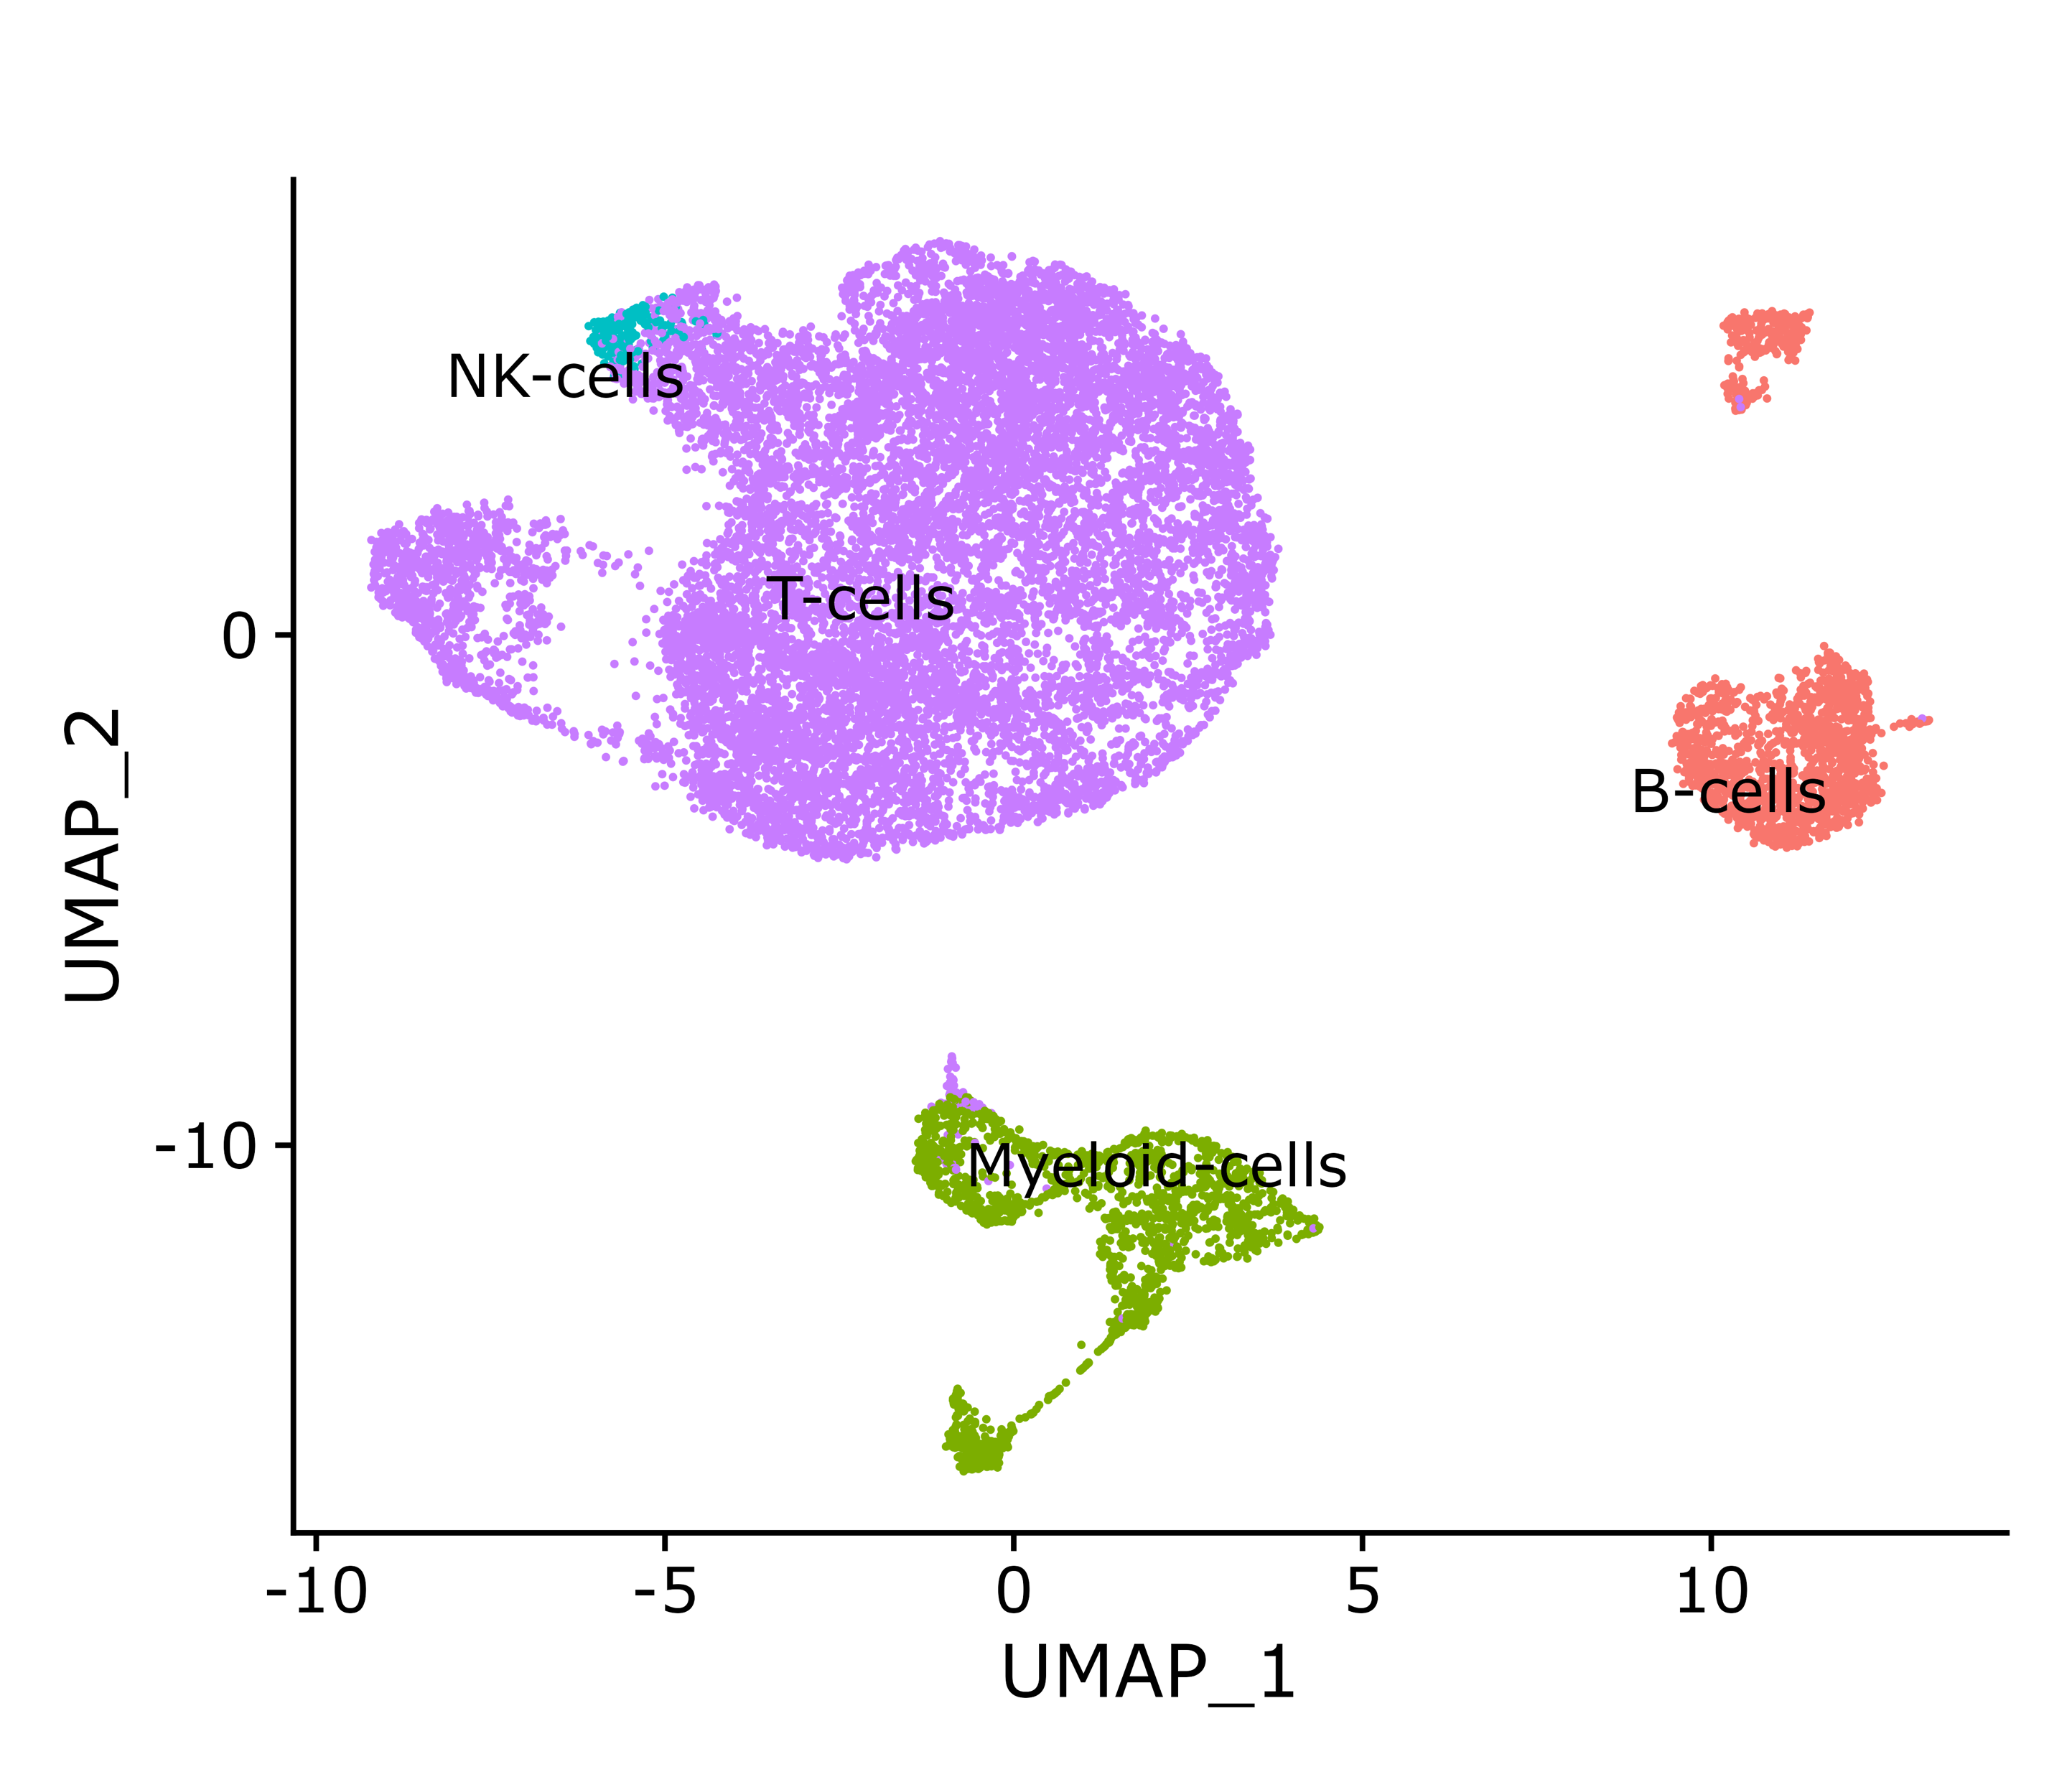 NK-cells
T-cells
B-cells
Myeloid-cells
0
-10
UMAP_2
-10 -5 0 5 10
UMAP_1